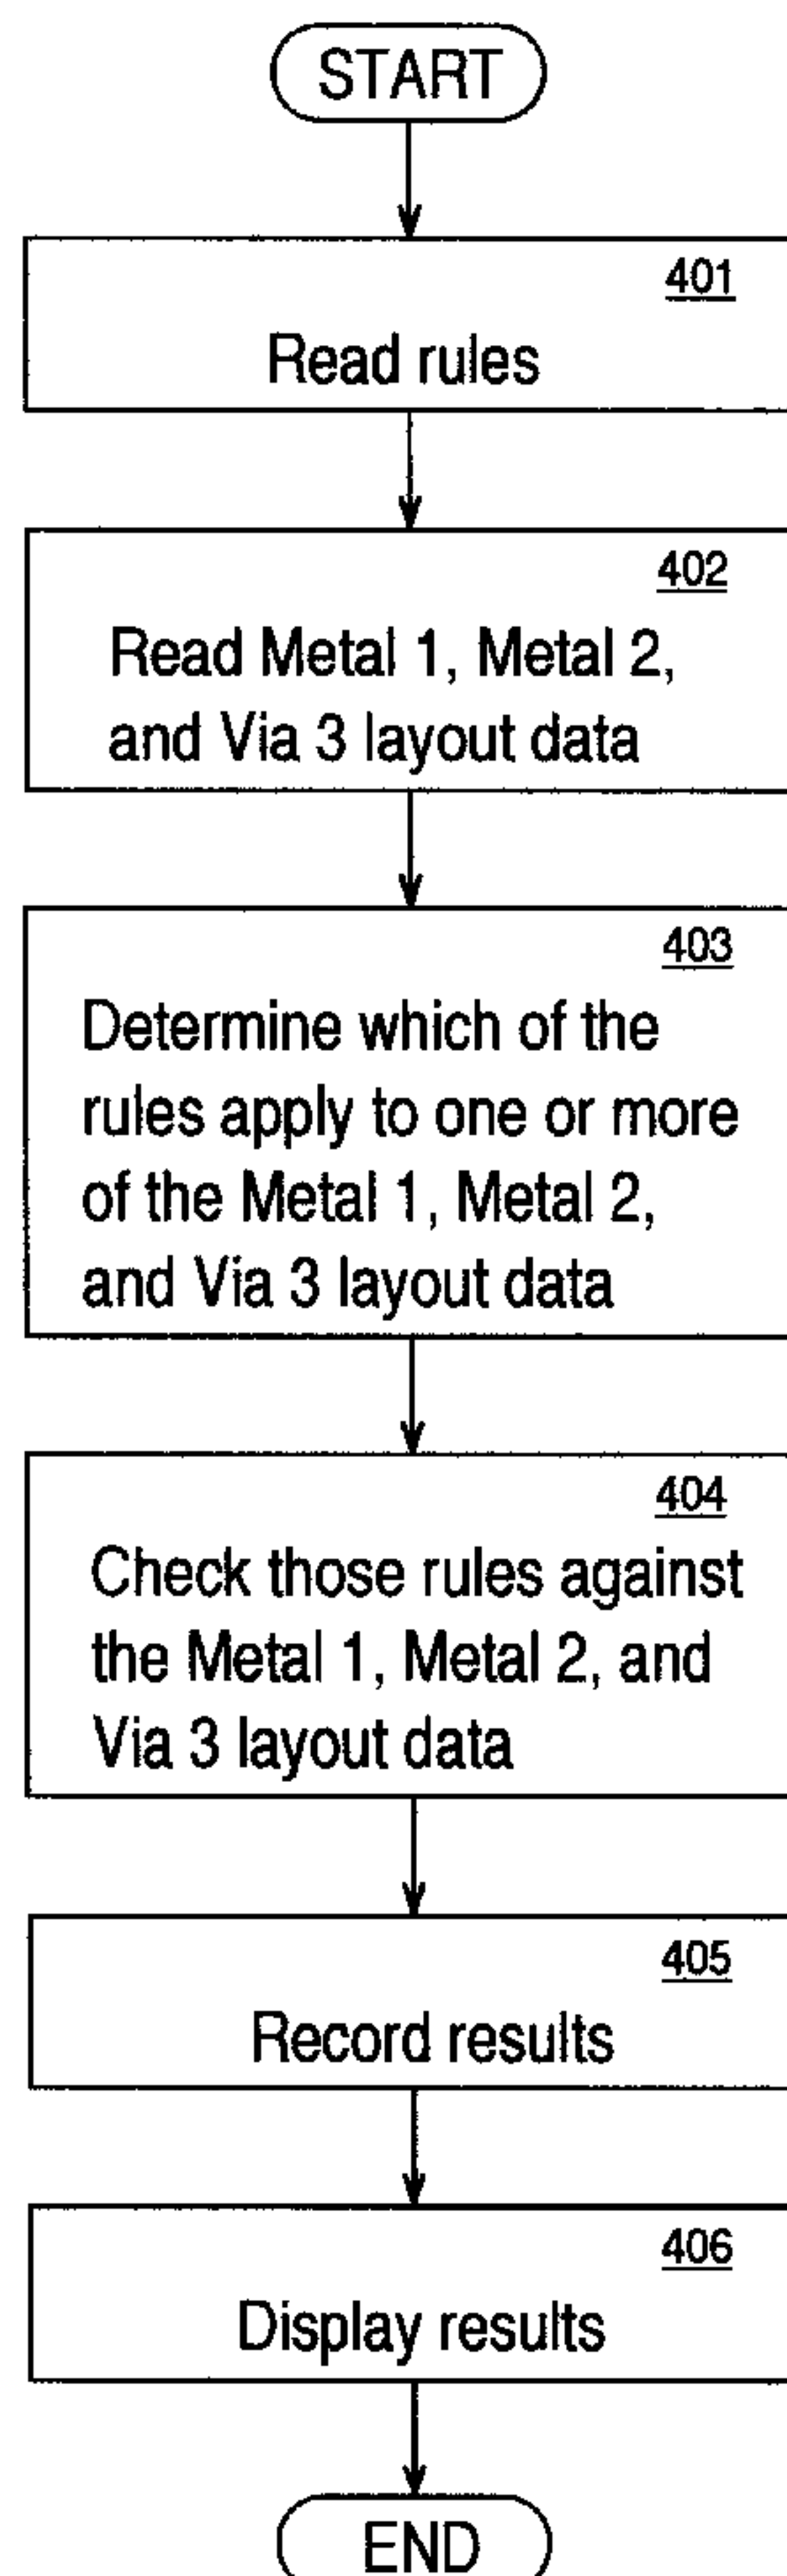 START
401
Read rules
402
Read Metal 1, Metal 2,
and Via 3 layout data
403
Determine which of the
rules apply to one or more
of the Metal 1, Metal 2,
and Via 3 layout data
404
Check those rules against
the Metal 1, Metal 2, and
Via 3 layout data
405
Record results
406
Display results
END